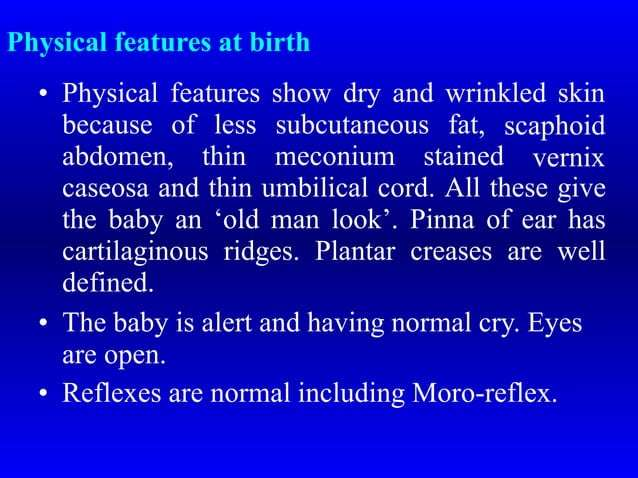 Physical features at birth
• Physical features show dry and wrinkled skin
because of less subcutaneous fat, scaphoid
abdomen, thin meconium stained vernix
caseosa and thin umbilical cord. All these give
the baby an ‘old man look’. Pinna of ear has
cartilaginous ridges. Plantar creases are well
defined.
• The baby is alert and having normal cry. Eyes
are open.
• Reflexes are normal including Moro-reflex.